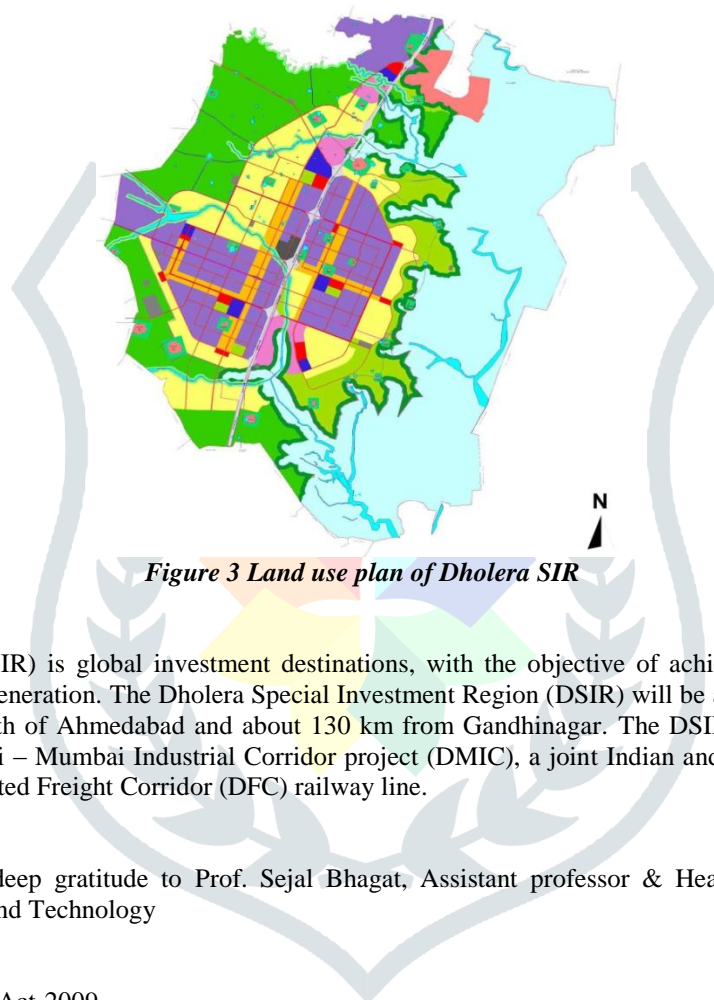 N
Figure 3 Land use plan of Dholera SIR
IR) is global investment destinations, with the objective of achi
eneration. The Dholera Special Investment Region (DSIR) will be
th of Ahmedabad and about 130 km from Gandhinagar. The DSI
i – Mumbai Industrial Corridor project (DMIC), a joint Indian and
ted Freight Corridor (DFC) railway line.
deep gratitude to Prof. Sejal Bhagat, Assistant professor & Hea
nd Technology
Act-2009